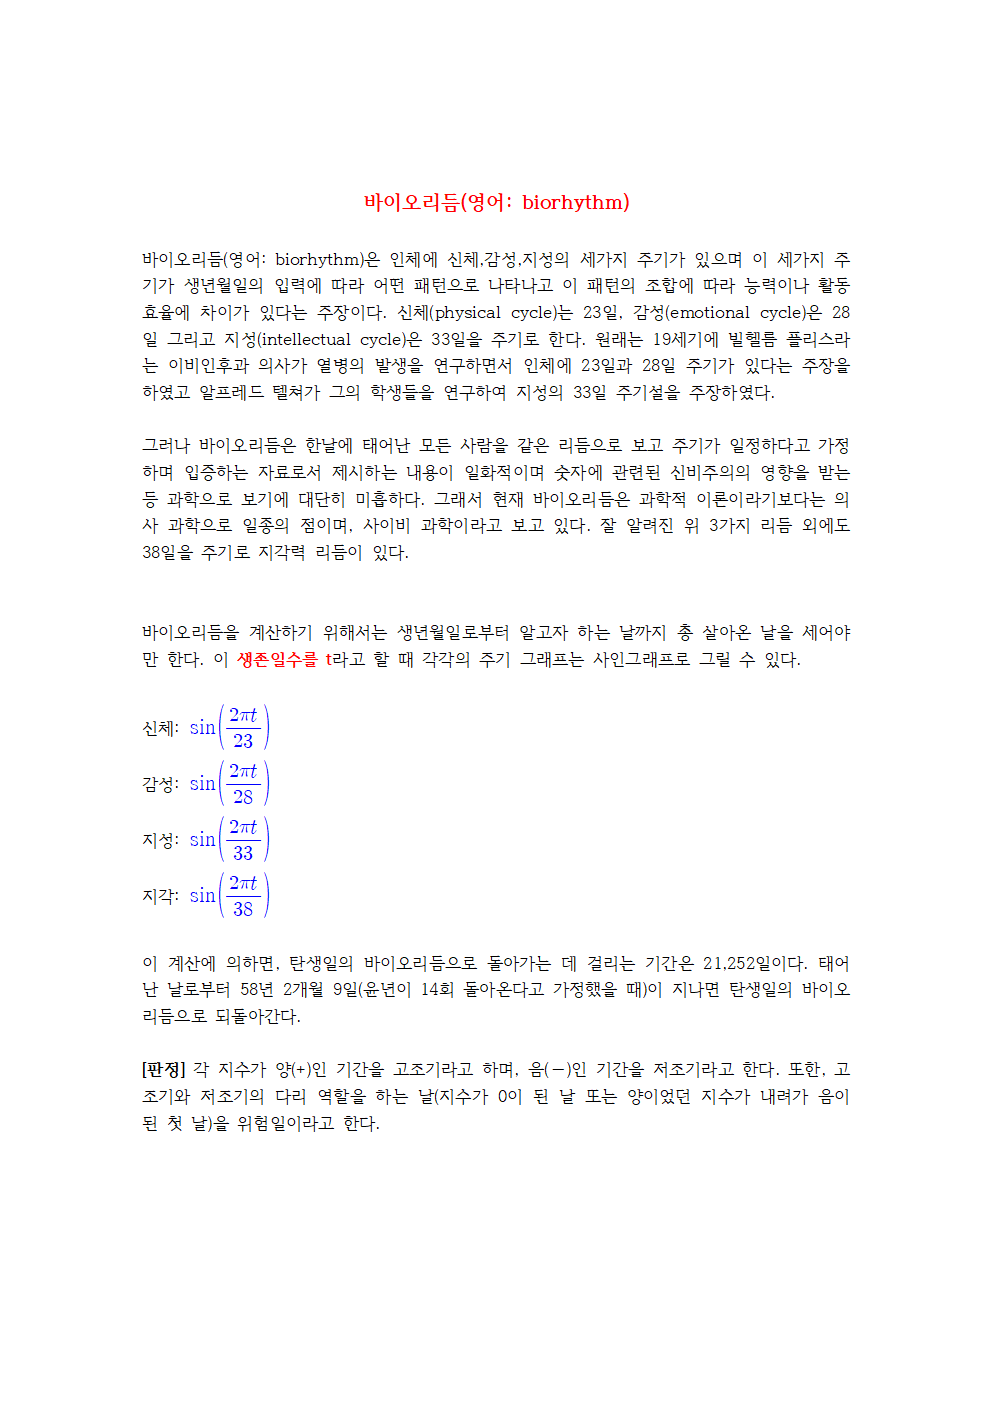 바이오리듬(영어: biorhythm)
바이오리듬(영어: biorhythm)은 인체에 신체,감성,지성의 세가지 주기가 있으며 이 세가지 주
기가 생년월일의 입력에 따라 어떤 패턴으로 나타나고 이 패턴의 조합에 따라 능력이나 활동
효율에 차이가 있다는 주장이다. 신체(physical cycle)는 23일, 감성(emotional cycle)은 28
일 그리고 지성(intellectual cycle)은 33일을 주기로 한다. 원래는 19세기에 빌헬름 플리스라
는 이비인후과 의사가 열병의 발생을 연구하면서 인체에 23일과 28일 주기가 있다는 주장을
하였고 알프레드 텔쳐가 그의 학생들을 연구하여 지성의 33일 주기설을 주장하였다.
그러나 바이오리듬은 한날에 태어난 모든 사람을 같은 리듬으로 보고 주기가 일정하다고 가정
하며 입증하는 자료로서 제시하는 내용이 일화적이며 숫자에 관련된 신비주의의 영향을 받는
등 과학으로 보기에 대단히 미흡하다. 그래서 현재 바이오리듬은 과학적 이론이라기보다는 의
사 과학으로 일종의 점이며, 사이비 과학이라고 보고 있다. 잘 알려진 위 3가지 리듬 외에도
38일을 주기로 지각력 리듬이 있다.
바이오리듬을 계산하기 위해서는 생년월일로부터 알고자 하는 날까지 총 살아온 날을 세어야
만 한다. 이 생존일수를 t라고 할 때 각각의 주기 그래프는 사인그래프로 그릴 수 있다.
신체: sin(2πt/23)
감성: sin(2πt/28)
지성: sin(2πt/33)
지각: sin(2πt/38)
이 계산에 의하면, 탄생일의 바이오리듬으로 돌아가는 데 걸리는 기간은 21,252일이다. 태어
난 날로부터 58년 2개월 9일(윤년이 14회 돌아온다고 가정했을 때)이 지나면 탄생일의 바이오
리듬으로 되돌아간다.
[판정] 각 지수가 양(+)인 기간을 고조기라고 하며, 음(－)인 기간을 저조기라고 한다. 또한, 고
조기와 저조기의 다리 역할을 하는 날(지수가 0이 된 날 또는 양이었던 지수가 내려가 음이
된 첫 날)을 위험일이라고 한다.